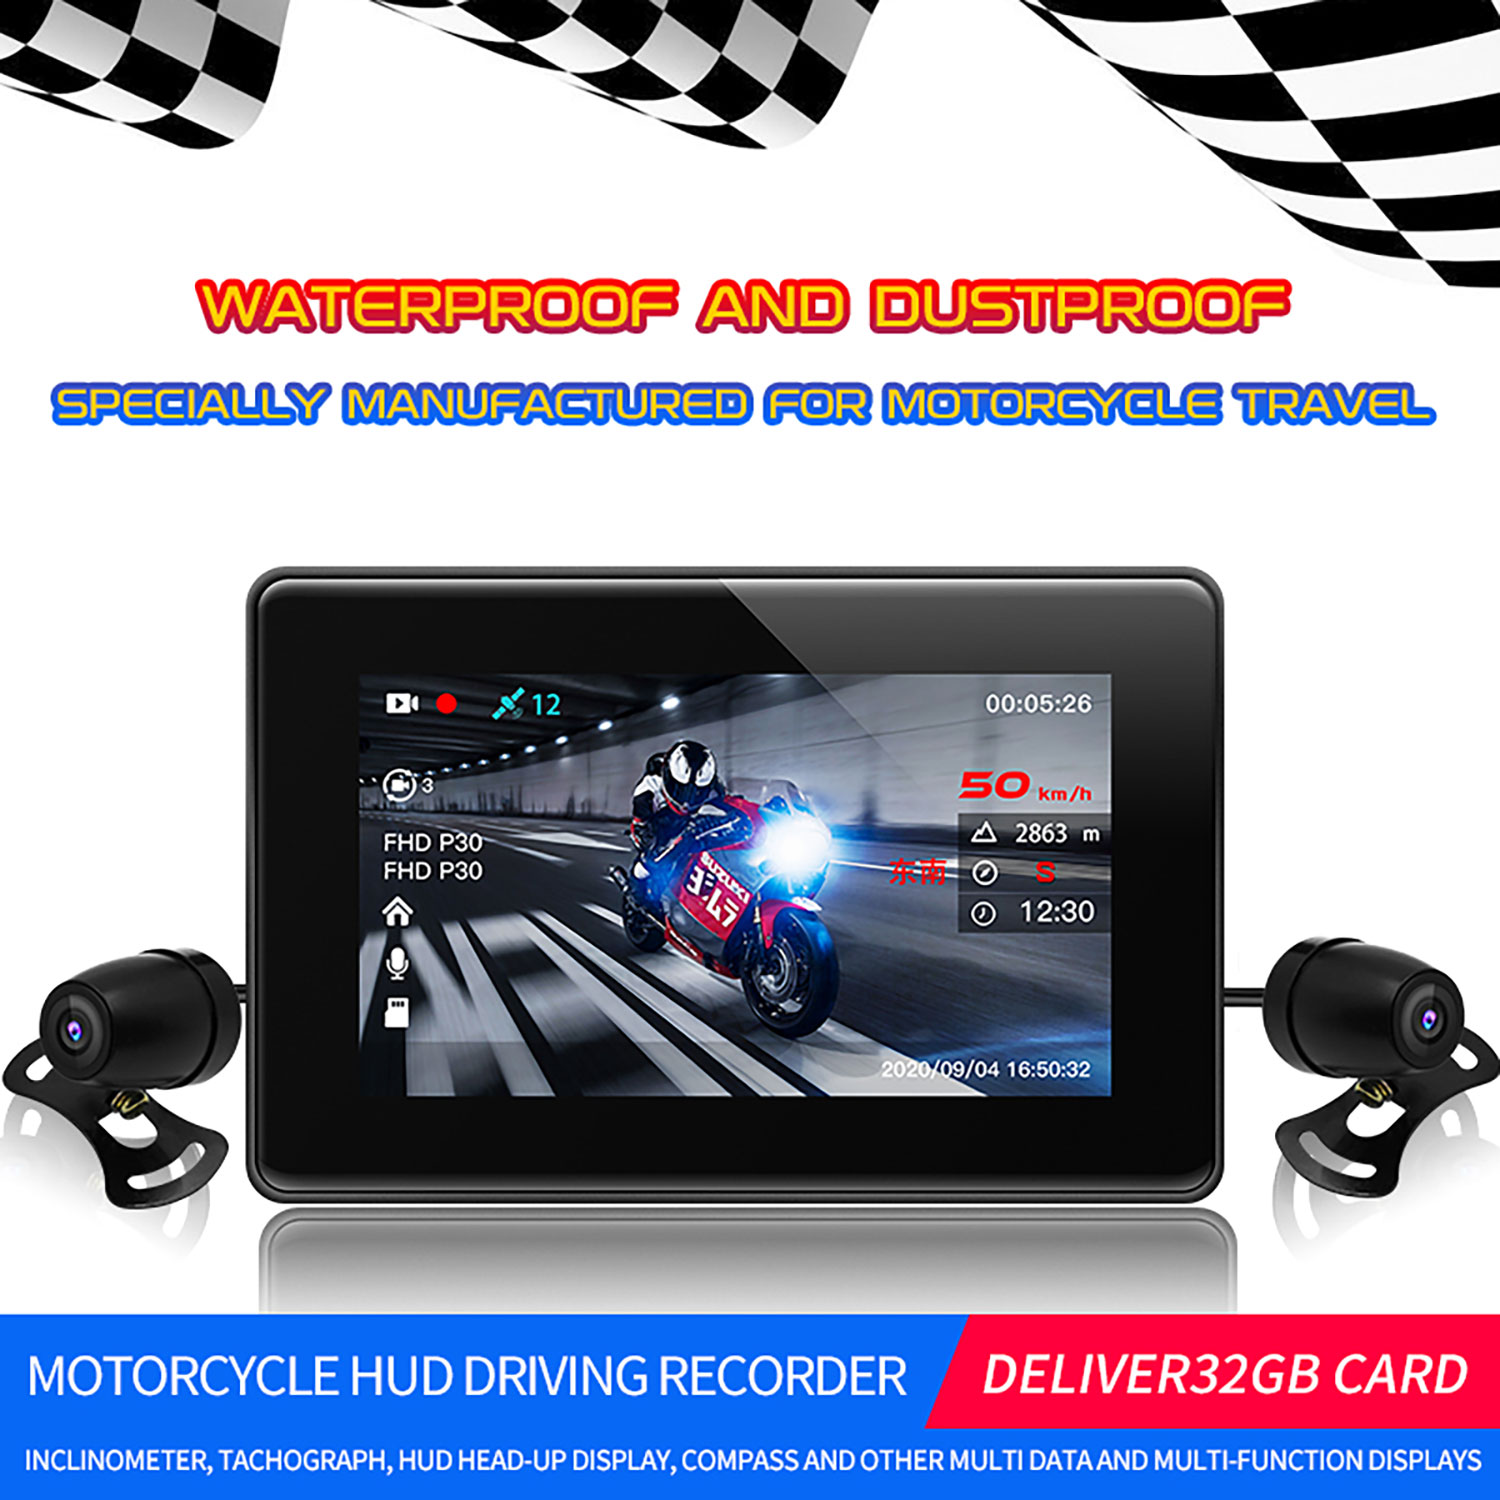 WATERPROOF AND DUSTPROOF
SPECIALLY MANUFACTURED FOR MOTORCYCLE TRAVEL
12
00:05:26
3
50 km/h
FHD P30
2863 m
FHD P30
东南 S
12:30
SUZUKI
2020/09/04 16:50:32
MOTORCYCLE HUD DRIVING RECORDER
DELIVER32GB CARD
INCLINOMETER, TACHOGRAPH, HUD HEAD-UP DISPLAY, COMPASS AND OTHER MULTI DATA AND MULTI-FUNCTION DISPLAYS